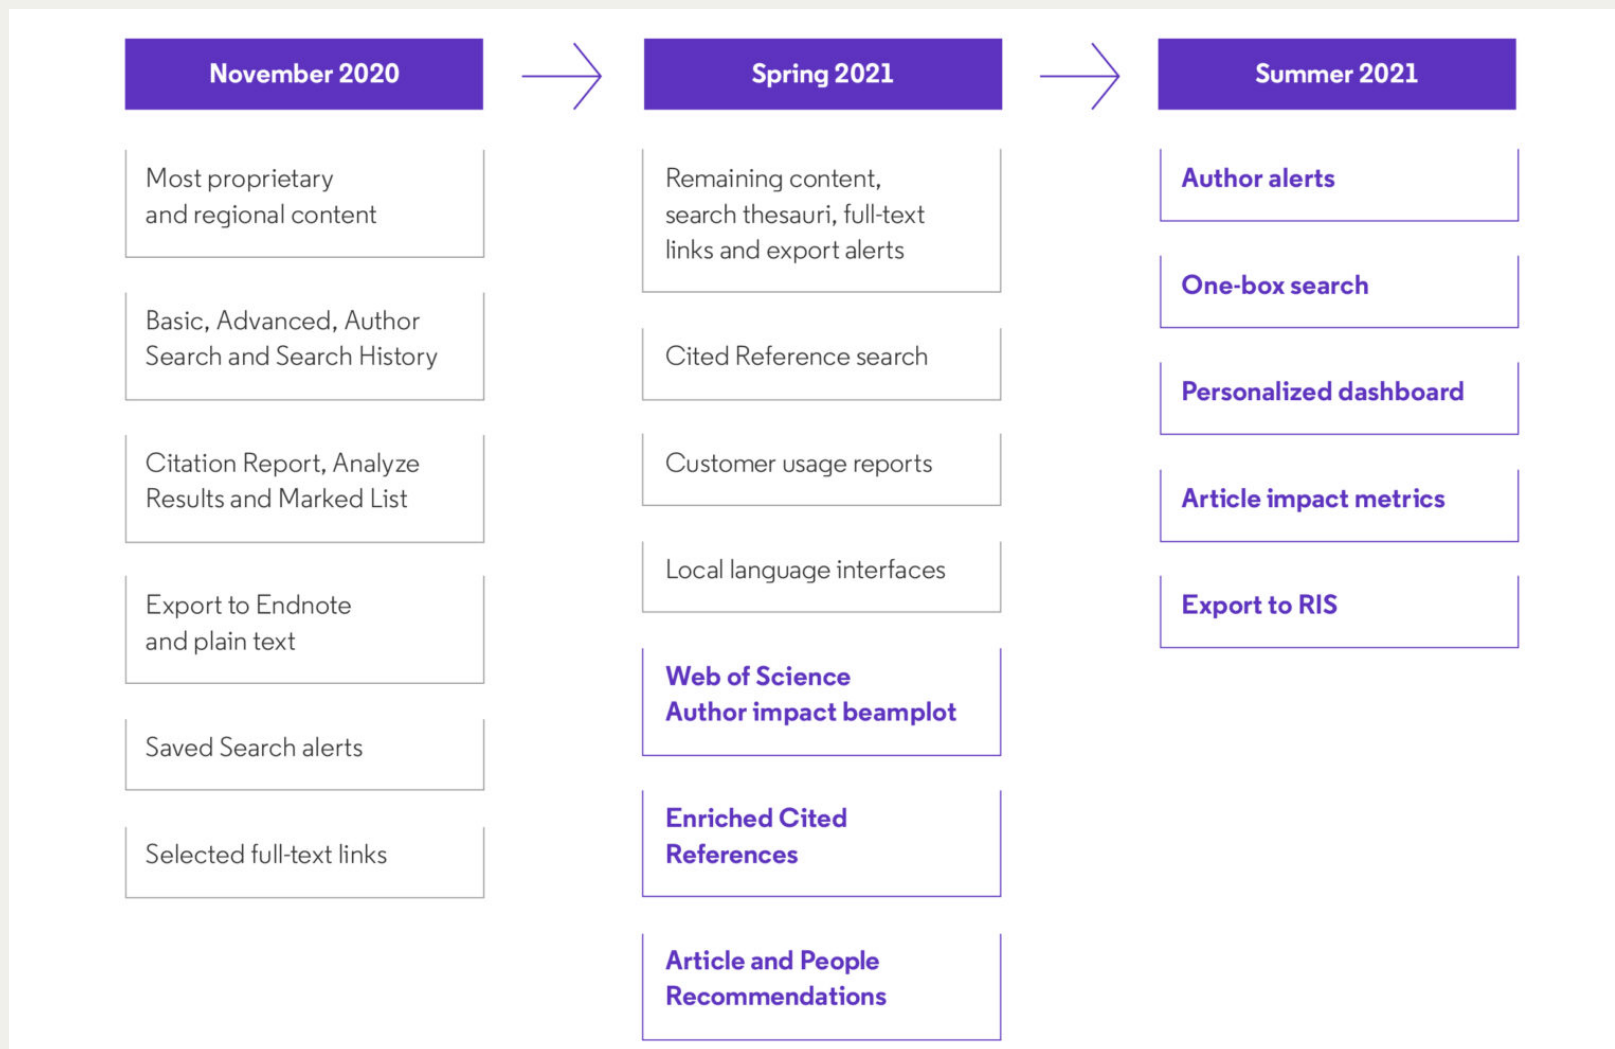 November 2020
Most proprietary
and regional content
Basic, Advanced, Author
Search and Search History
Citation Report, Analyze
Results and Marked List
Export to Endnote
and plain text
Saved Search alerts
Selected full-text links
Spring 2021
Remaining content,
search thesauri, full-text
links and export alerts
Cited Reference search
Customer usage reports
Local language interfaces
Web of Science
Author impact beamplot
Enriched Cited
References
Article and People
Recommendations
Summer 2021
Author alerts
One-box search
Personalized dashboard
Article impact metrics
Export to RIS